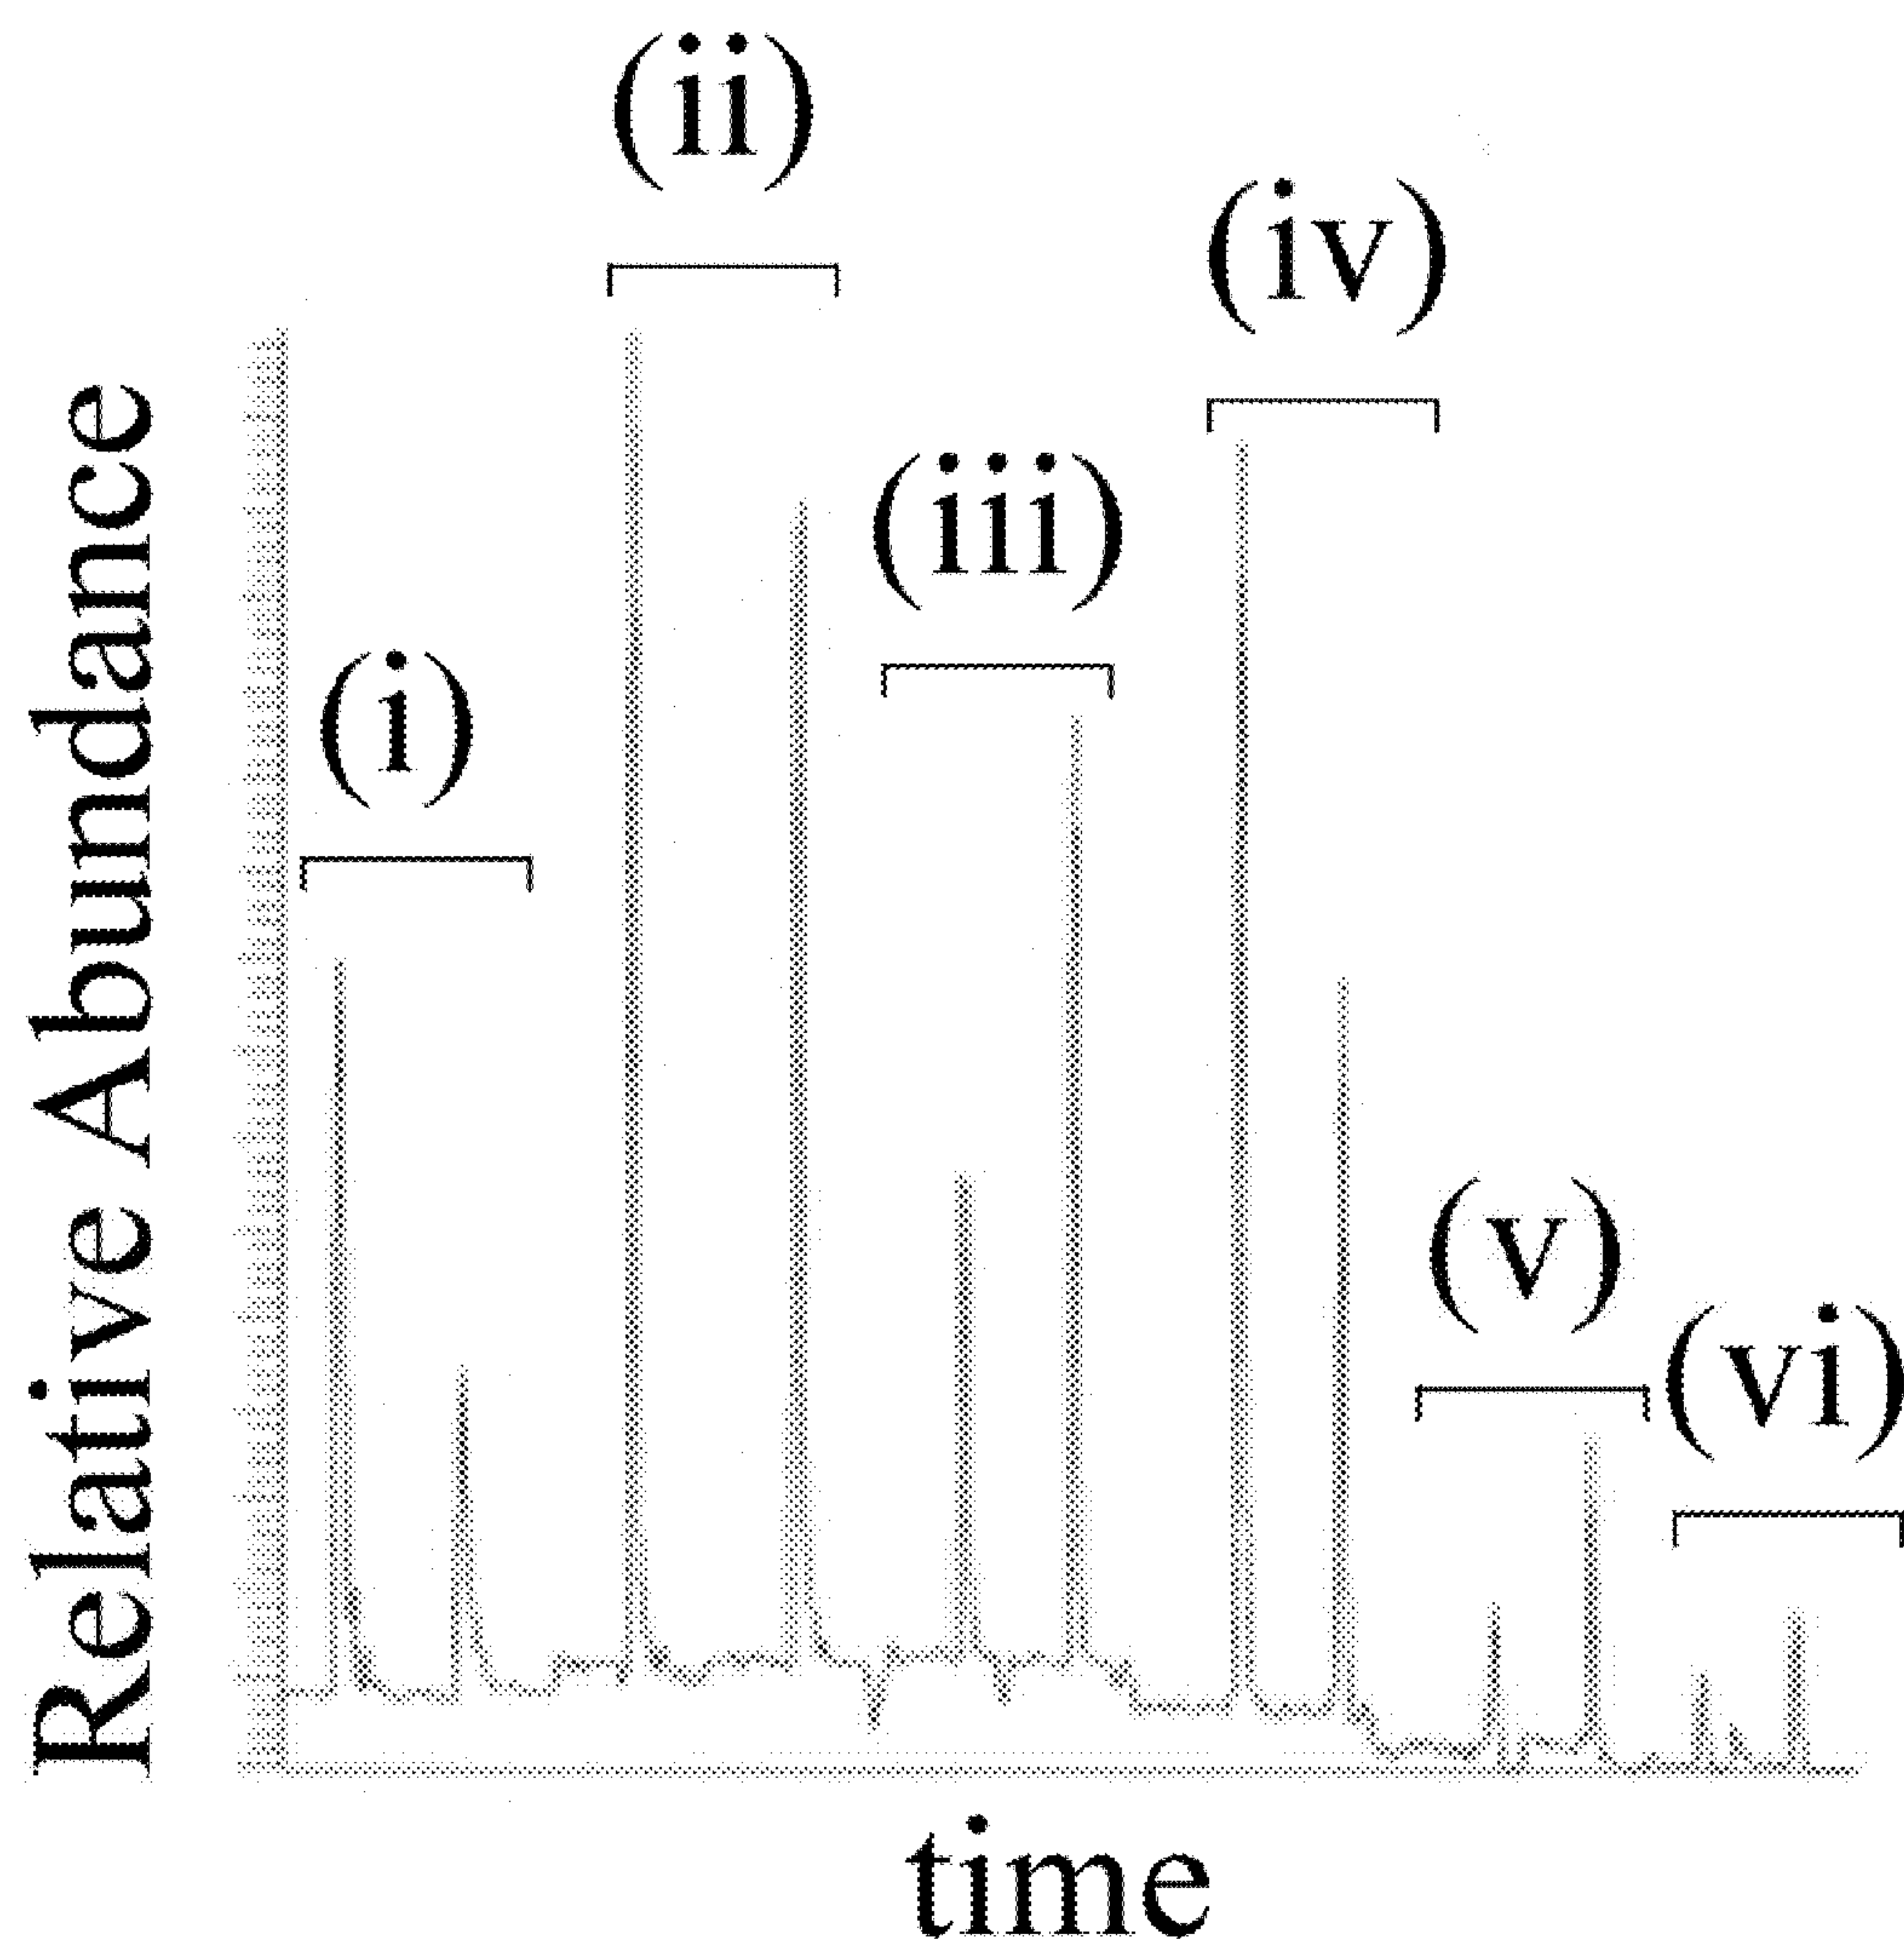 (ii)
(iv)
(iii)
(i)
(v)
(vi)
Relative Abundance
time